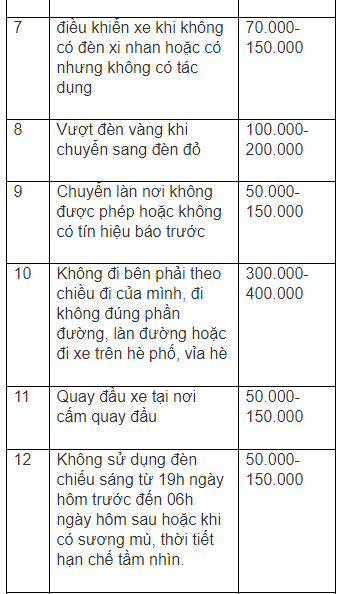 7 điều khiển xe khi không 70.000-
có đèn xi nhan hoặc có 150.000
nhưng không có tác
dụng
8 Vượt đèn vàng khi 100.000-
chuyển sang đèn đỏ 200.000
9 Chuyển làn nơi không 50.000-
được phép hoặc không 150.000
có tín hiệu báo trước
10 Không đi bên phải theo 300.000-
chiều đi của mình, đi 400.000
không đúng phần
đường, làn đường hoặc
đi xe trên hè phố, vỉa hè
11 Quay đầu xe tại nơi 50.000-
cấm quay đầu 150.000
12 Không sử dụng đèn 50.000-
chiếu sáng từ 19h ngày 150.000
hôm trước đến 06h
ngày hôm sau hoặc khi
có sương mù, thời tiết
hạn chế tầm nhìn.